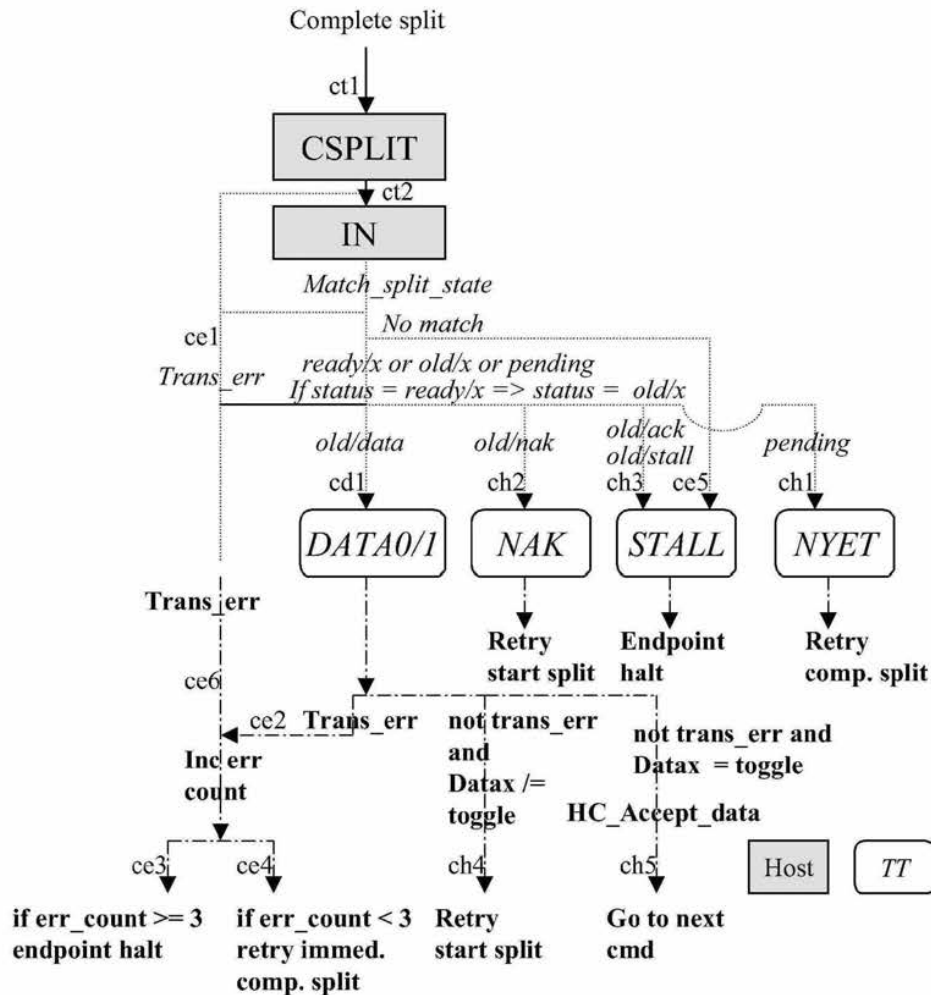 Complete split
ct1
CSPLIT
ct2
IN
Match_split_state
No match
ce1
Trans_err
ready/x or old/x or pending
If status = ready/x => status = old/x
old/data
old/nak
old/ack
old/stall
pending
cd1
ch2
ch3
ce5
ch1
DATA0/1
NAK
STALL
NYET
Trans_err
Retry
start split
Endpoint
halt
Retry
comp. split
ce6
ce2
Trans_err
not trans_err
and
Datax /=
toggle
not trans_err and
Datax = toggle
HC_Accept_data
Inc err
count
ce3
ce4
ch4
ch5
Host
TT
if err_count >= 3
endpoint halt
if err_count < 3
retry immed.
comp. split
Retry
start split
Go to next
cmd